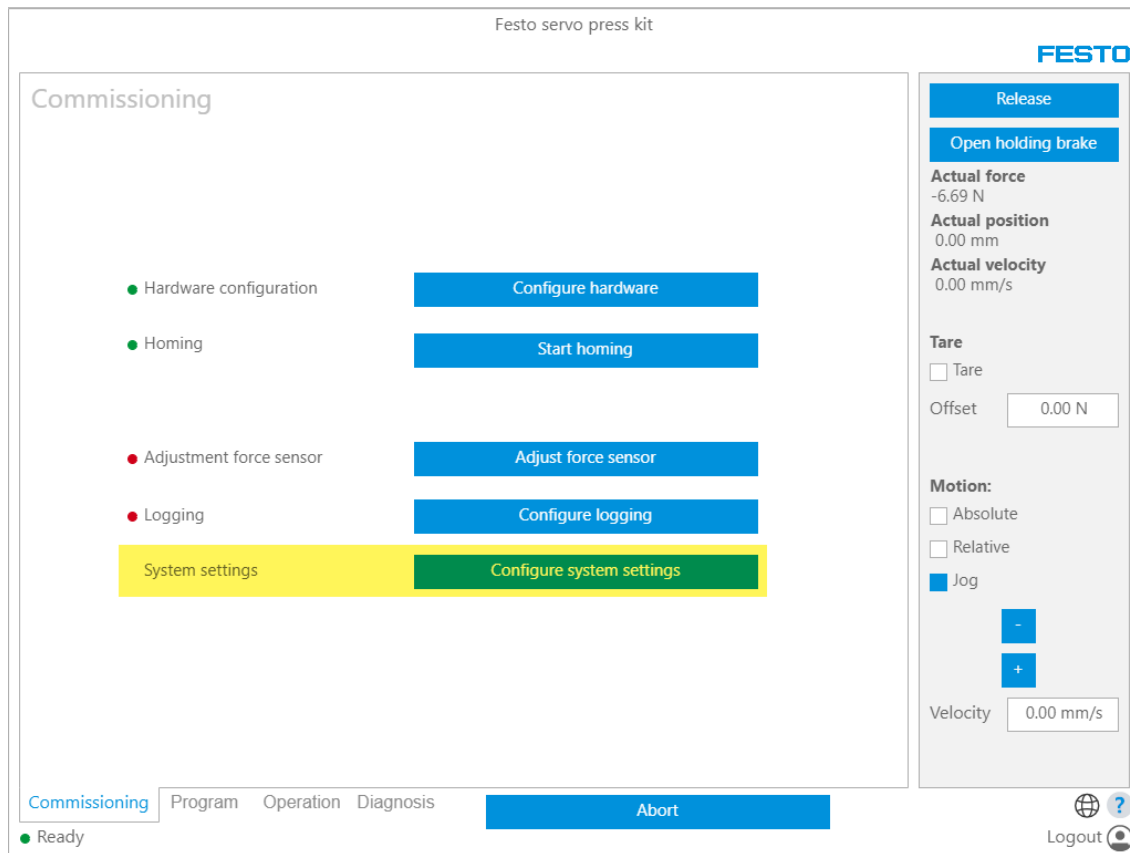 Festo servo press kit
FESTO
Commissioning
Hardware configuration
Configure hardware
Homing
Start homing
Adjustment force sensor
Adjust force sensor
Logging
Configure logging
System settings
Configure system settings
Release
Open holding brake
Actual force
-6.69 N
Actual position
0.00 mm
Actual velocity
0.00 mm/s
Tare
Tare
Offset 0.00 N
Motion:
Absolute
Relative
Jog
-
+
Velocity 0.00 mm/s
Commissioning Program Operation Diagnosis Abort ?
Ready Logout